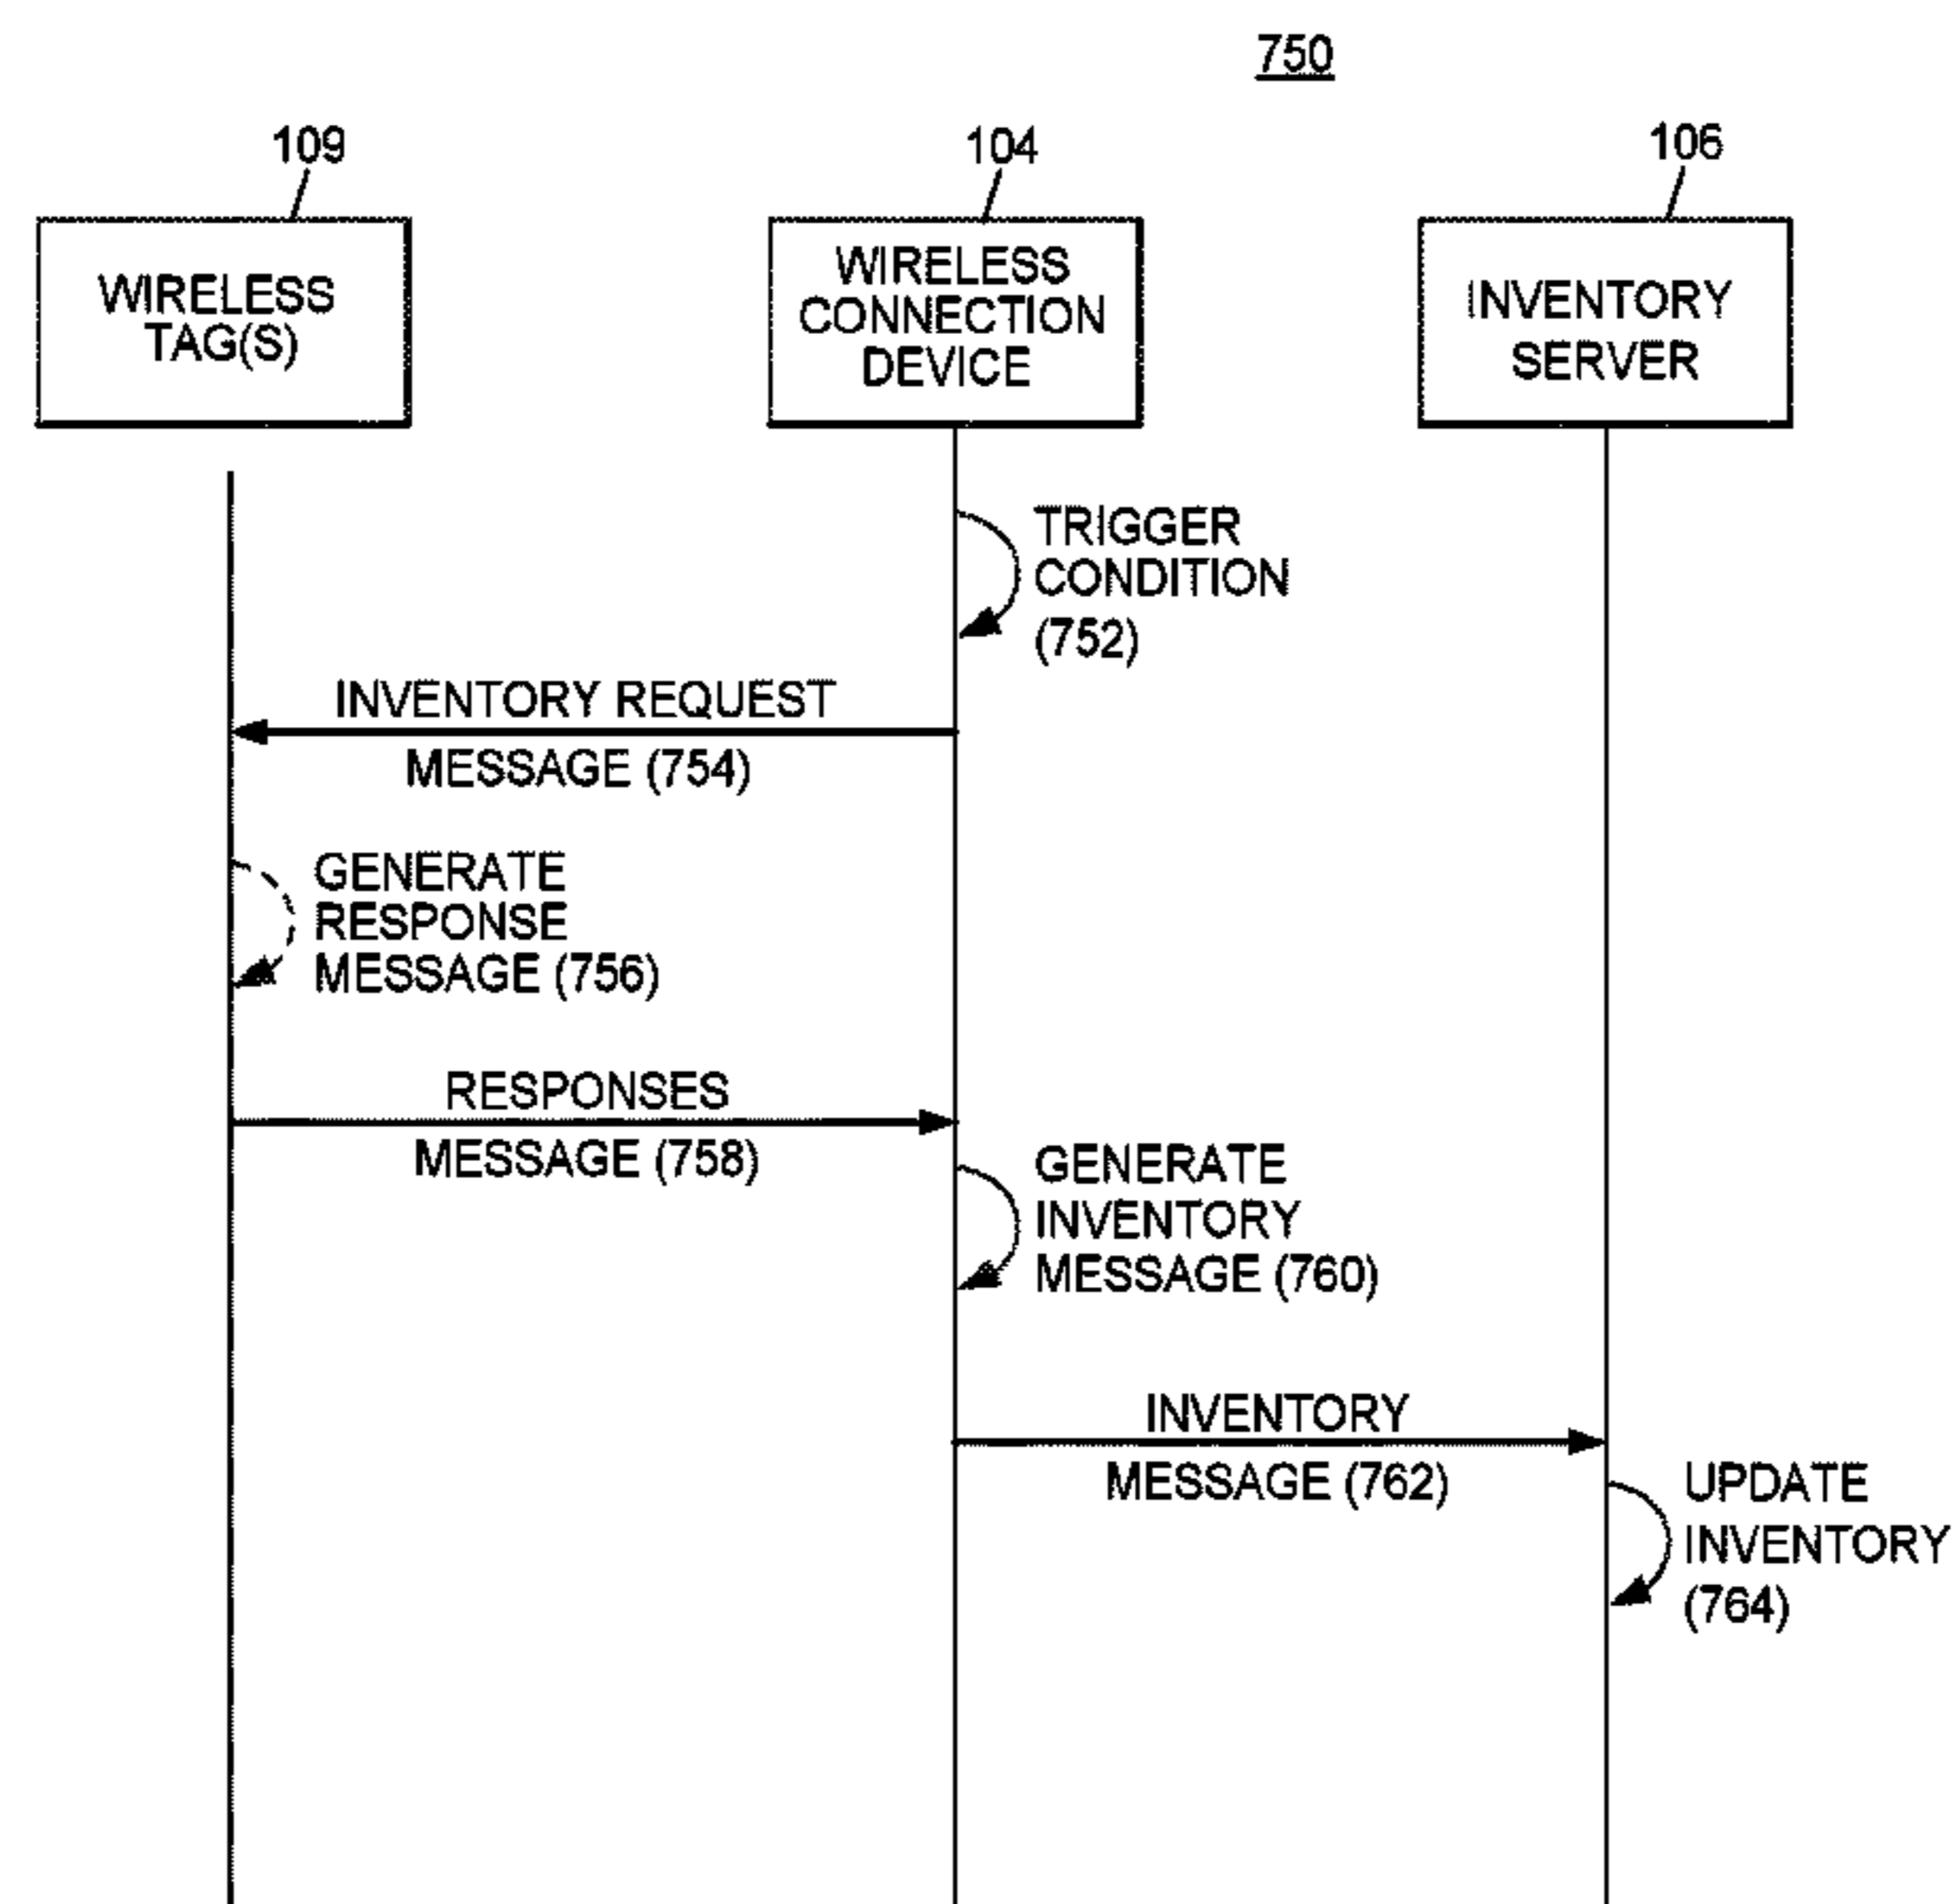 750
109
104
106
WIRELESS
TAG(S)
WIRELESS
CONNECTION
DEVICE
INVENTORY
SERVER
TRIGGER
CONDITION
(752)
INVENTORY REQUEST
MESSAGE (754)
GENERATE
RESPONSE
MESSAGE (756)
RESPONSES
MESSAGE (758)
GENERATE
INVENTORY
MESSAGE (760)
INVENTORY
MESSAGE (762)
UPDATE
INVENTORY
(764)